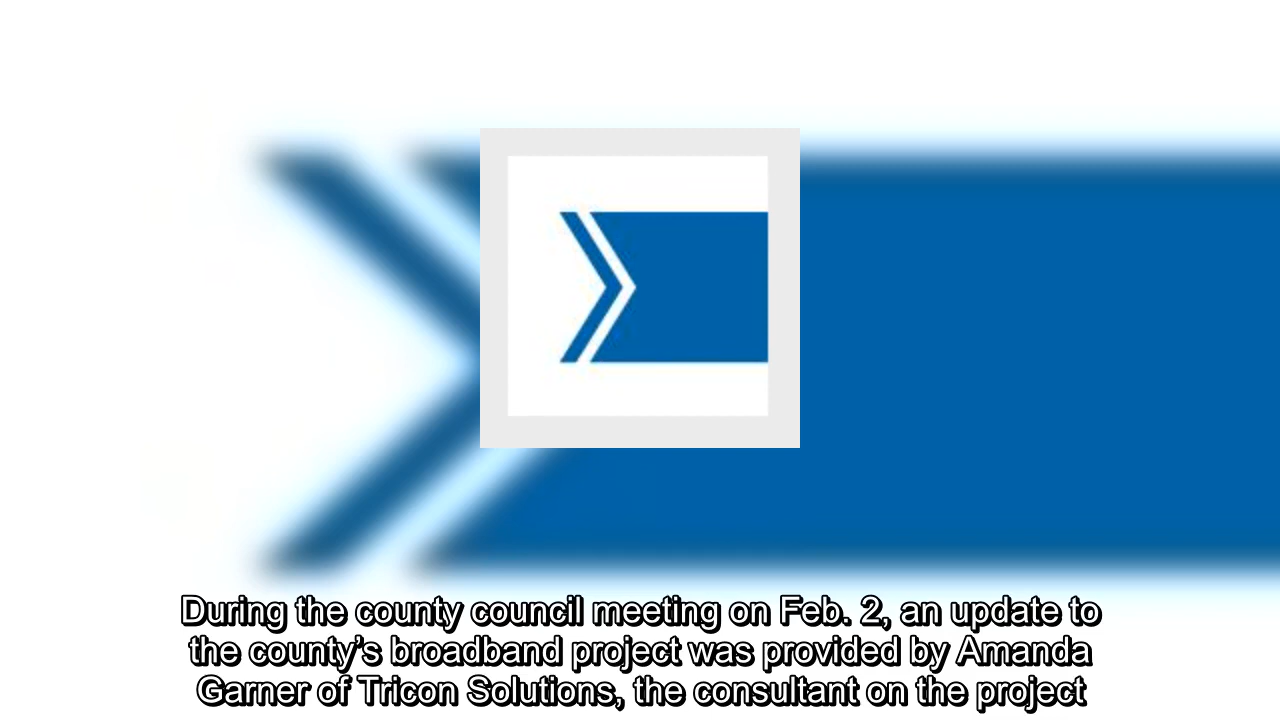 During the county council meeting on Feb. 2, an update to
the county’s broadband project was provided by Amanda
Garner of Tricon Solutions, the consultant on the project